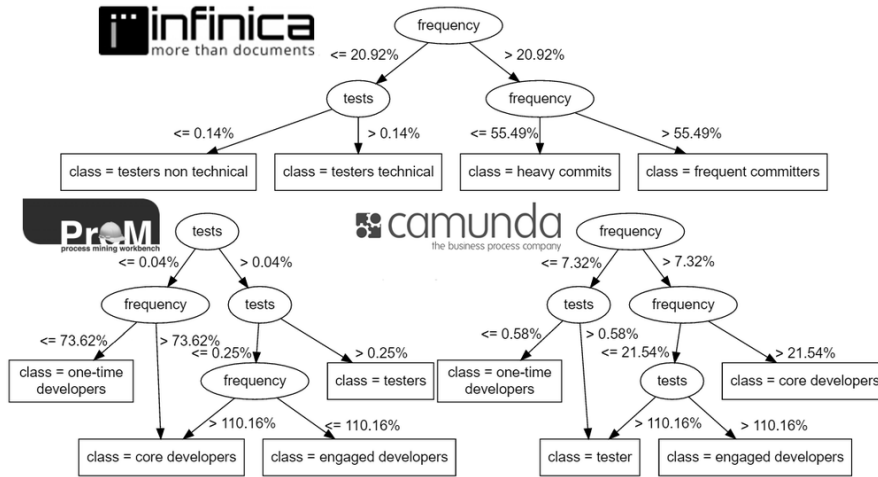 infinica
more than documents
frequency
<= 20.92%
> 20.92%
tests
frequency
<= 0.14%
> 0.14%
<= 55.49%
> 55.49%
class = testers non technical
class = testers technical
class = heavy commits
class = frequent committers
ProM
process mining workbench
tests
<= 0.04%
> 0.04%
frequency
tests
<= 73.62%
> 73.62%
<= 0.25%
> 0.25%
class = one-time
developers
frequency
class = testers
> 110.16%
<= 110.16%
class = core developers
class = engaged developers
camunda
the business process company
frequency
<= 7.32%
> 7.32%
tests
frequency
<= 0.58%
> 0.58%
<= 21.54%
> 21.54%
class = one-time
developers
tests
class = core developers
> 110.16%
> 110.16%
class = tester
class = engaged developers